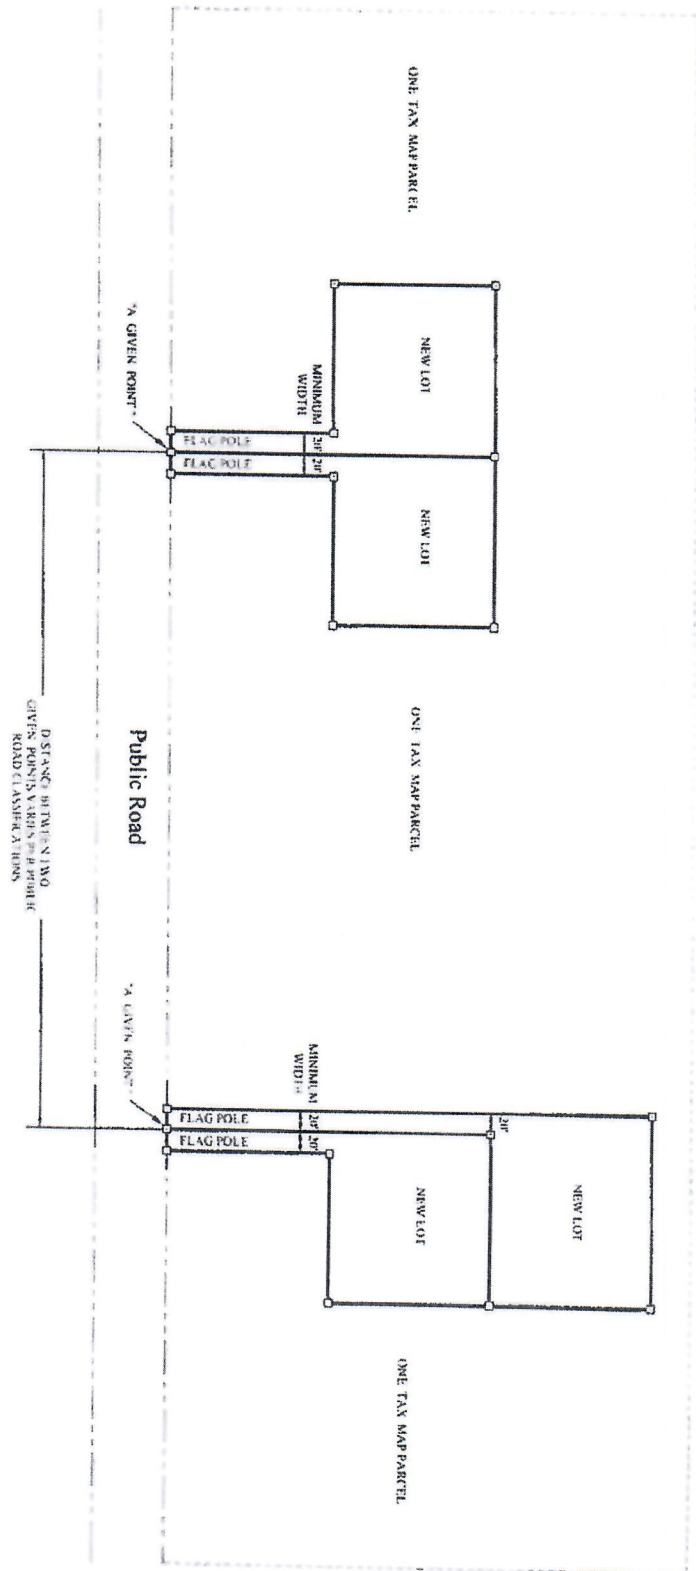 ONE TAX MAP PARCEL
NEW LOT
NEW LOT
MINIMUM
WIDTH
20' 20'
FLAG POLE
FLAG POLE
"A GIVEN POINT"
ONE TAX MAP PARCEL
Public Road
DISTANCE BETWEEN TWO
GIVEN POINTS VARIES PER PUBLIC
ROAD CLASSIFICATIONS
"A GIVEN POINT"
MINIMUM
WIDTH
20' 20'
FLAG POLE
FLAG POLE
20'
NEW LOT
NEW LOT
ONE TAX MAP PARCEL